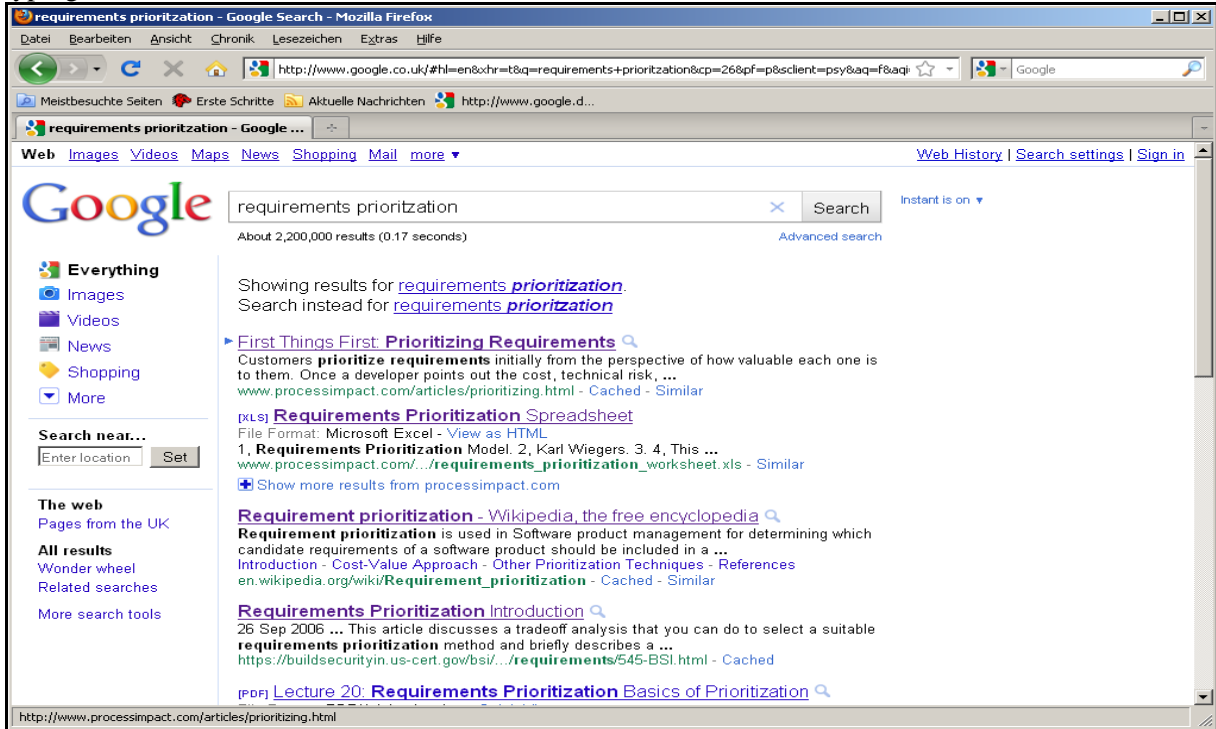 requirements prioritzation - Google Search - Mozilla Firefox
Datei Bearbeiten Ansicht Chronik Lesezeichen Extras Hilfe
http://www.google.co.uk/#hl=en&xhr=t&q=requirements+prioritzation&cp=26&pf=p&sclient=psy&aq=f&aqi Google
Meistbesuchte Seiten Erste Schritte Aktuelle Nachrichten http://www.google.d...
requirements prioritzation - Google ...
Web Images Videos Maps News Shopping Mail more Web History | Search settings | Sign in
Google requirements prioritzation Search Instant is on
About 2,200,000 results (0.17 seconds) Advanced search
Everything
Images
Videos
News
Shopping
More
Search near...
Enter location Set
The web
Pages from the UK
All results
Wonder wheel
Related searches
More search tools
Showing results for requirements prioritization.
Search instead for requirements prioritzation
First Things First: Prioritizing Requirements
Customers prioritize requirements initially from the perspective of how valuable each one is
to them. Once a developer points out the cost, technical risk, ...
www.processimpact.com/articles/prioritizing.html - Cached - Similar
[XLS] Requirements Prioritization Spreadsheet
File Format: Microsoft Excel - View as HTML
1, Requirements Prioritization Model. 2, Karl Wiegers. 3. 4, This ...
www.processimpact.com/.../requirements_prioritization_worksheet.xls - Similar
Show more results from processimpact.com
Requirement prioritization - Wikipedia, the free encyclopedia
Requirement prioritization is used in Software product management for determining which
candidate requirements of a software product should be included in a ...
Introduction - Cost-Value Approach - Other Prioritization Techniques - References
en.wikipedia.org/wiki/Requirement_prioritization - Cached - Similar
Requirements Prioritization Introduction
26 Sep 2006 ... This article discusses a tradeoff analysis that you can do to select a suitable
requirements prioritization method and briefly describes a ...
https://buildsecurityin.us-cert.gov/bsi/.../requirements/545-BSI.html - Cached
[PDF] Lecture 20: Requirements Prioritization Basics of Prioritization
http://www.processimpact.com/articles/prioritizing.html